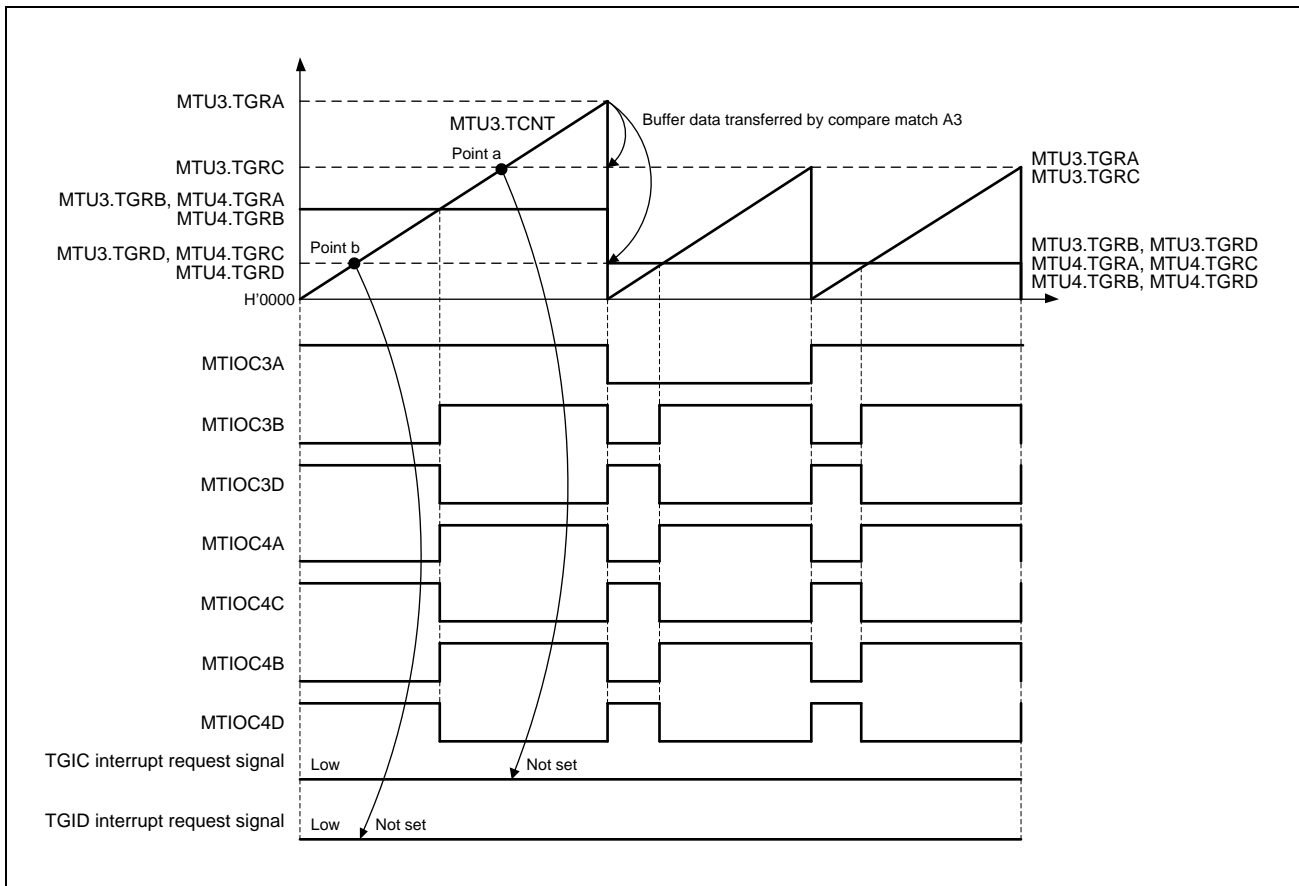 MTU3.TGRA
MTU3.TCNT
Buffer data transferred by compare match A3
Point a
MTU3.TGRC
MTU3.TGRA
MTU3.TGRC
MTU3.TGRB, MTU4.TGRA
MTU4.TGRB
Point b
MTU3.TGRD, MTU4.TGRC
MTU4.TGRD
MTU3.TGRB, MTU3.TGRD
MTU4.TGRA, MTU4.TGRC
MTU4.TGRB, MTU4.TGRD
H'0000
MTIOC3A
MTIOC3B
MTIOC3D
MTIOC4A
MTIOC4C
MTIOC4B
MTIOC4D
TGIC interrupt request signal
Low
Not set
TGID interrupt request signal
Low
Not set